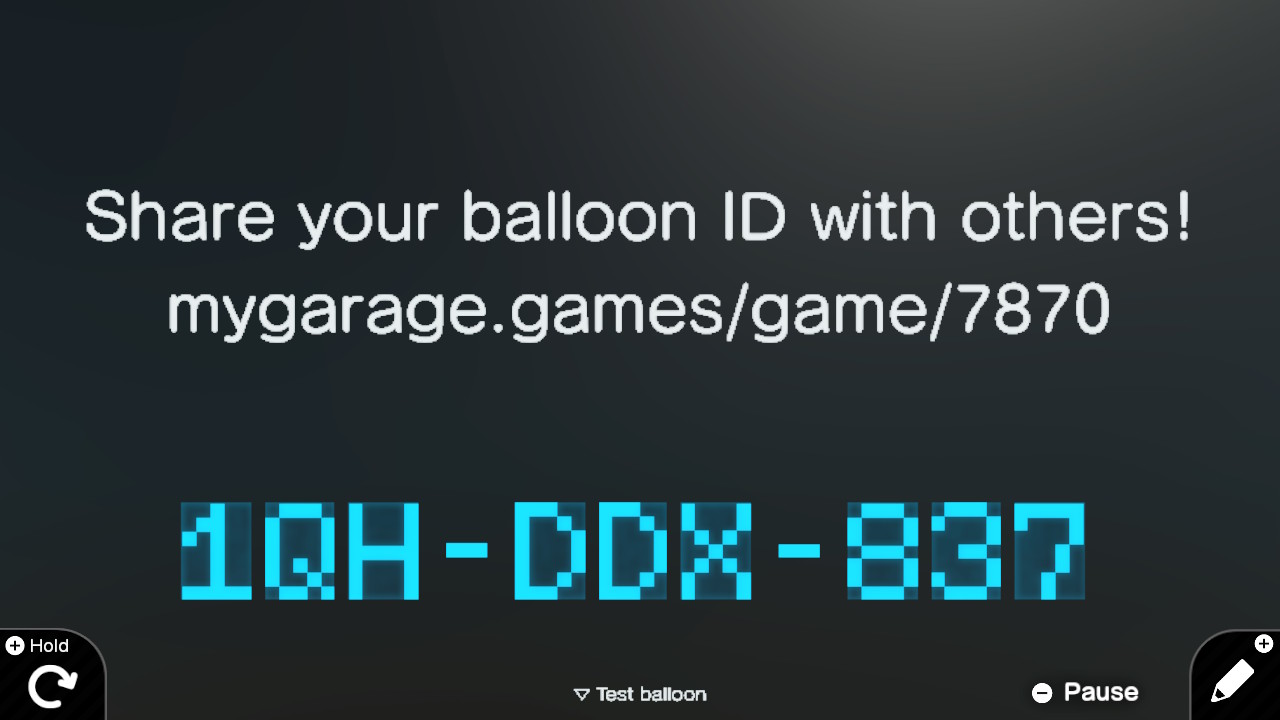 Share your balloon ID with others!
mygarage.games/game/7870
1QH-DDX-837
Hold
▽ Test balloon
Pause